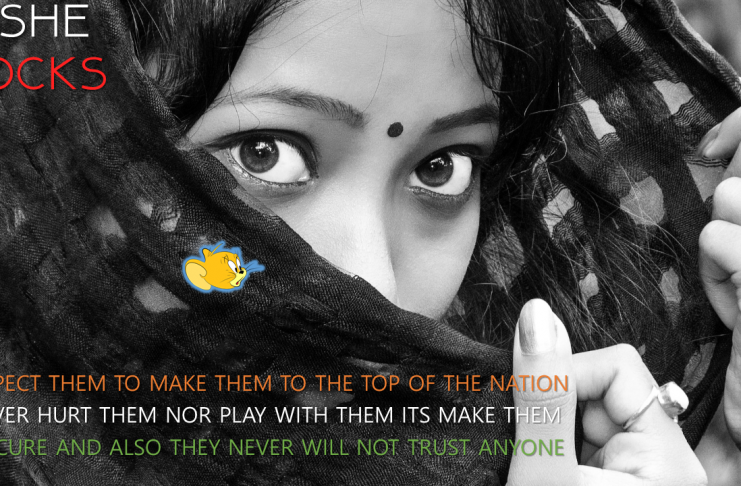 SHE
OCKS
PECT THEM TO MAKE THEM TO THE TOP OF THE NATION
VER HURT THEM NOR PLAY WITH THEM ITS MAKE THEM
CURE AND ALSO THEY NEVER WILL NOT TRUST ANYONE